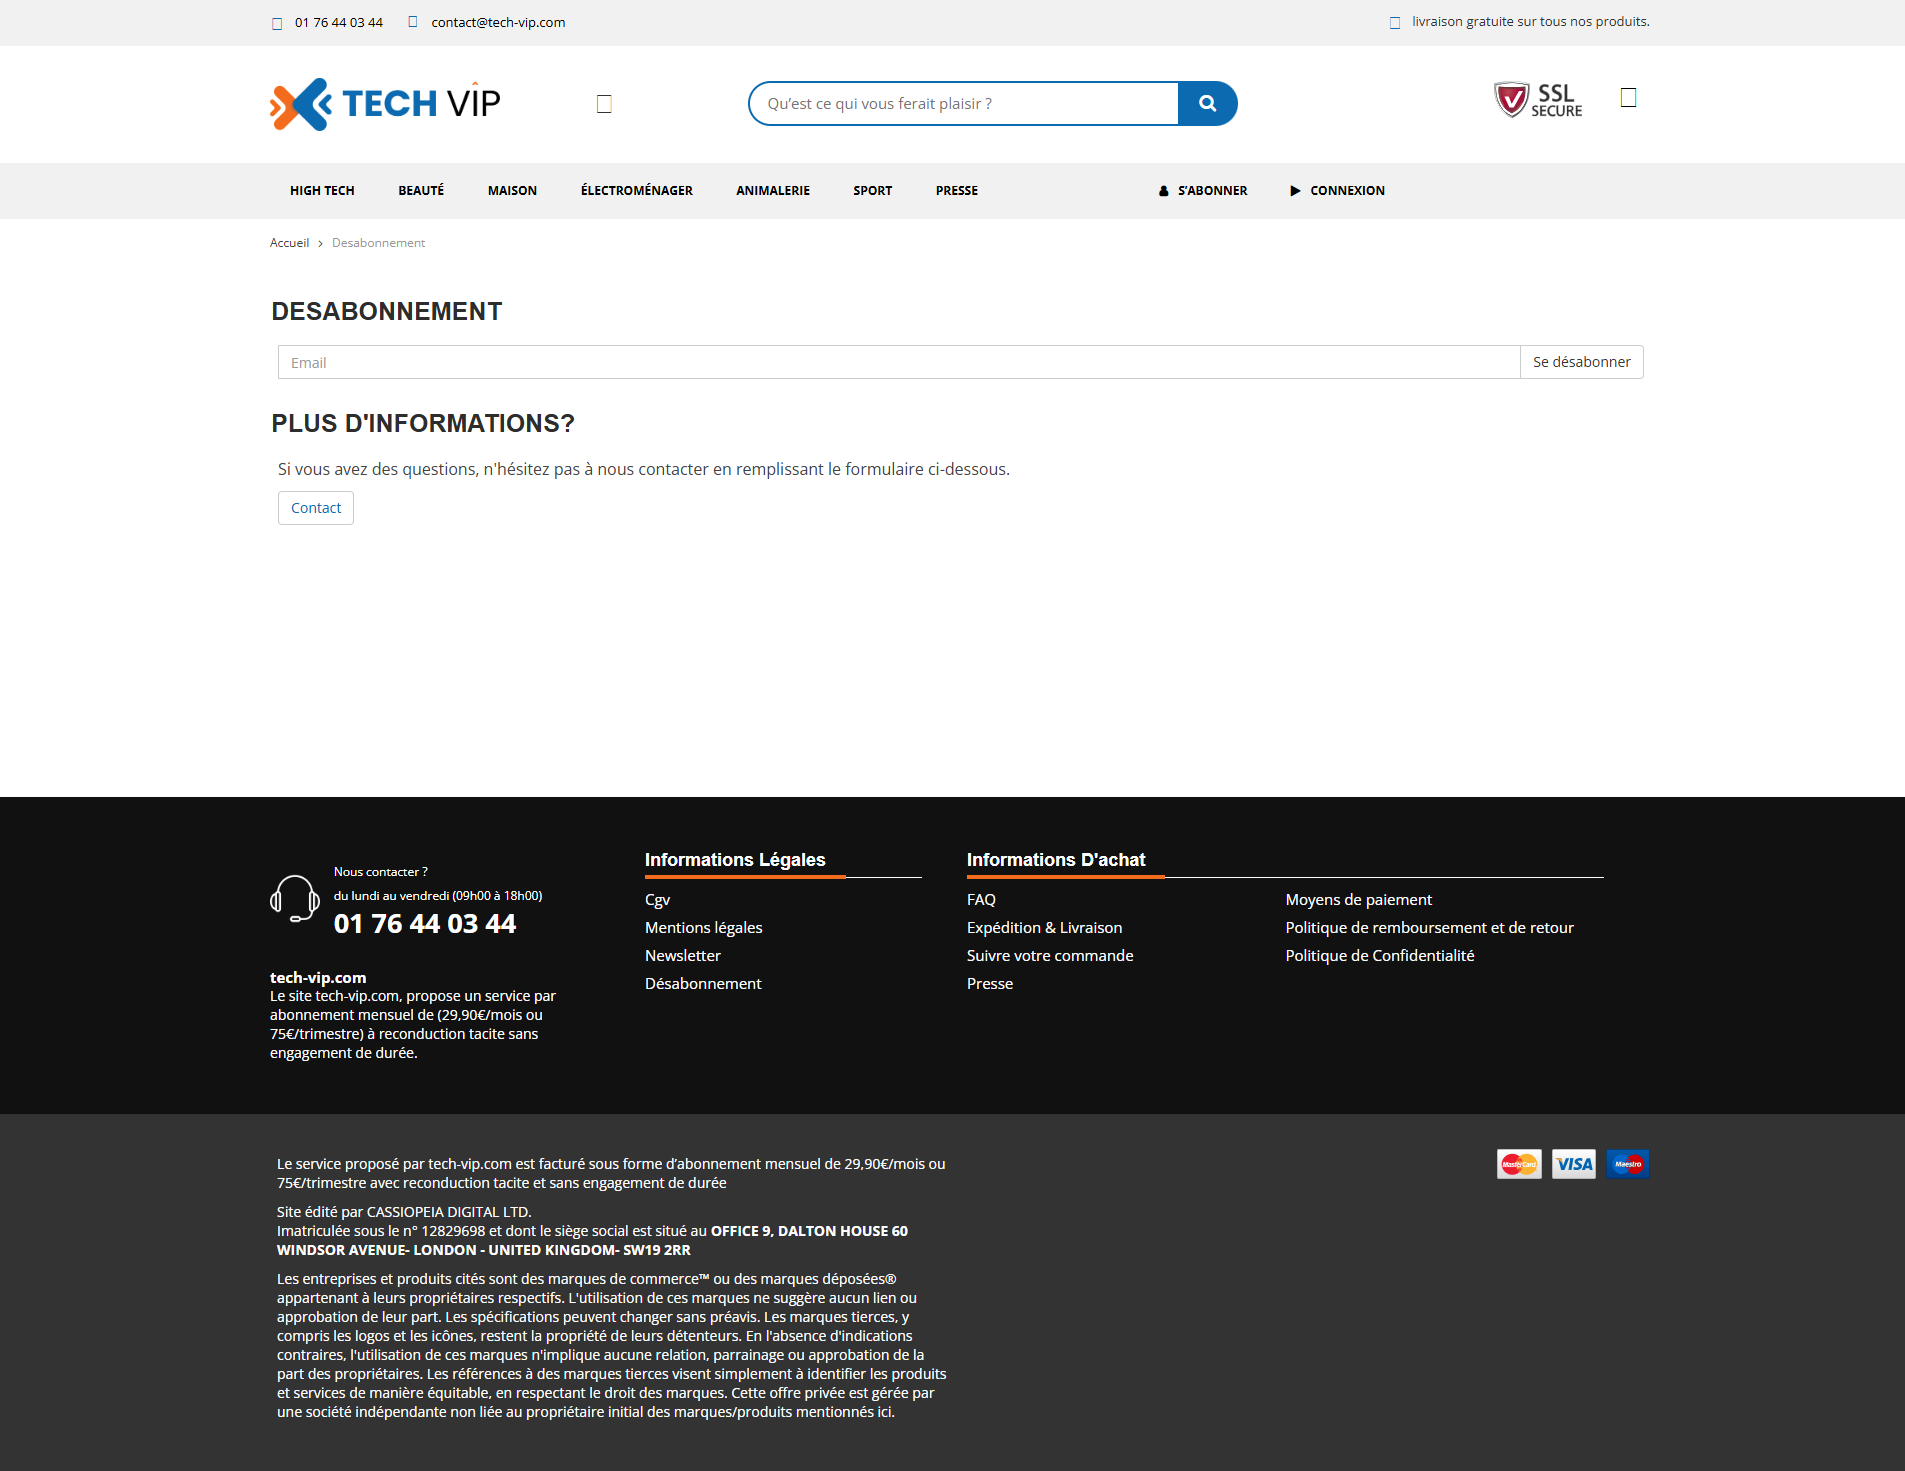 01 76 44 03 44 contact@tech-vip.com livraison gratuite sur tous nos produits.
TECH VIP
Qu’est ce qui vous ferait plaisir ?
SSL
SECURE
HIGH TECH BEAUTÉ MAISON ÉLECTROMÉNAGER ANIMALERIE SPORT PRESSE S’ABONNER CONNEXION
Accueil Desabonnement
DESABONNEMENT
Email Se désabonner
PLUS D'INFORMATIONS?
Si vous avez des questions, n'hésitez pas à nous contacter en remplissant le formulaire ci-dessous.
Contact
Nous contacter ?
du lundi au vendredi (09h00 à 18h00)
01 76 44 03 44
tech-vip.com
Le site tech-vip.com, propose un service par
abonnement mensuel de (29,90€/mois ou
75€/trimestre) à reconduction tacite sans
engagement de durée.
Informations Légales
Cgv
Mentions légales
Newsletter
Désabonnement
Informations D'achat
FAQ
Expédition & Livraison
Suivre votre commande
Presse
Moyens de paiement
Politique de remboursement et de retour
Politique de Confidentialité
Le service proposé par tech-vip.com est facturé sous forme d’abonnement mensuel de 29,90€/mois ou
75€/trimestre avec reconduction tacite et sans engagement de durée
Site édité par CASSIOPEIA DIGITAL LTD.
Imatriculée sous le n° 12829698 et dont le siège social est situé au OFFICE 9, DALTON HOUSE 60
WINDSOR AVENUE- LONDON - UNITED KINGDOM- SW19 2RR
Les entreprises et produits cités sont des marques de commerce™ ou des marques déposées®
appartenant à leurs propriétaires respectifs. L'utilisation de ces marques ne suggère aucun lien ou
approbation de leur part. Les spécifications peuvent changer sans préavis. Les marques tierces, y
compris les logos et les icônes, restent la propriété de leurs détenteurs. En l'absence d'indications
contraires, l'utilisation de ces marques n'implique aucune relation, parrainage ou approbation de la
part des propriétaires. Les références à des marques tierces visent simplement à identifier les produits
et services de manière équitable, en respectant le droit des marques. Cette offre privée est gérée par
une société indépendante non liée au propriétaire initial des marques/produits mentionnés ici.
MasterCard VISA Maestro